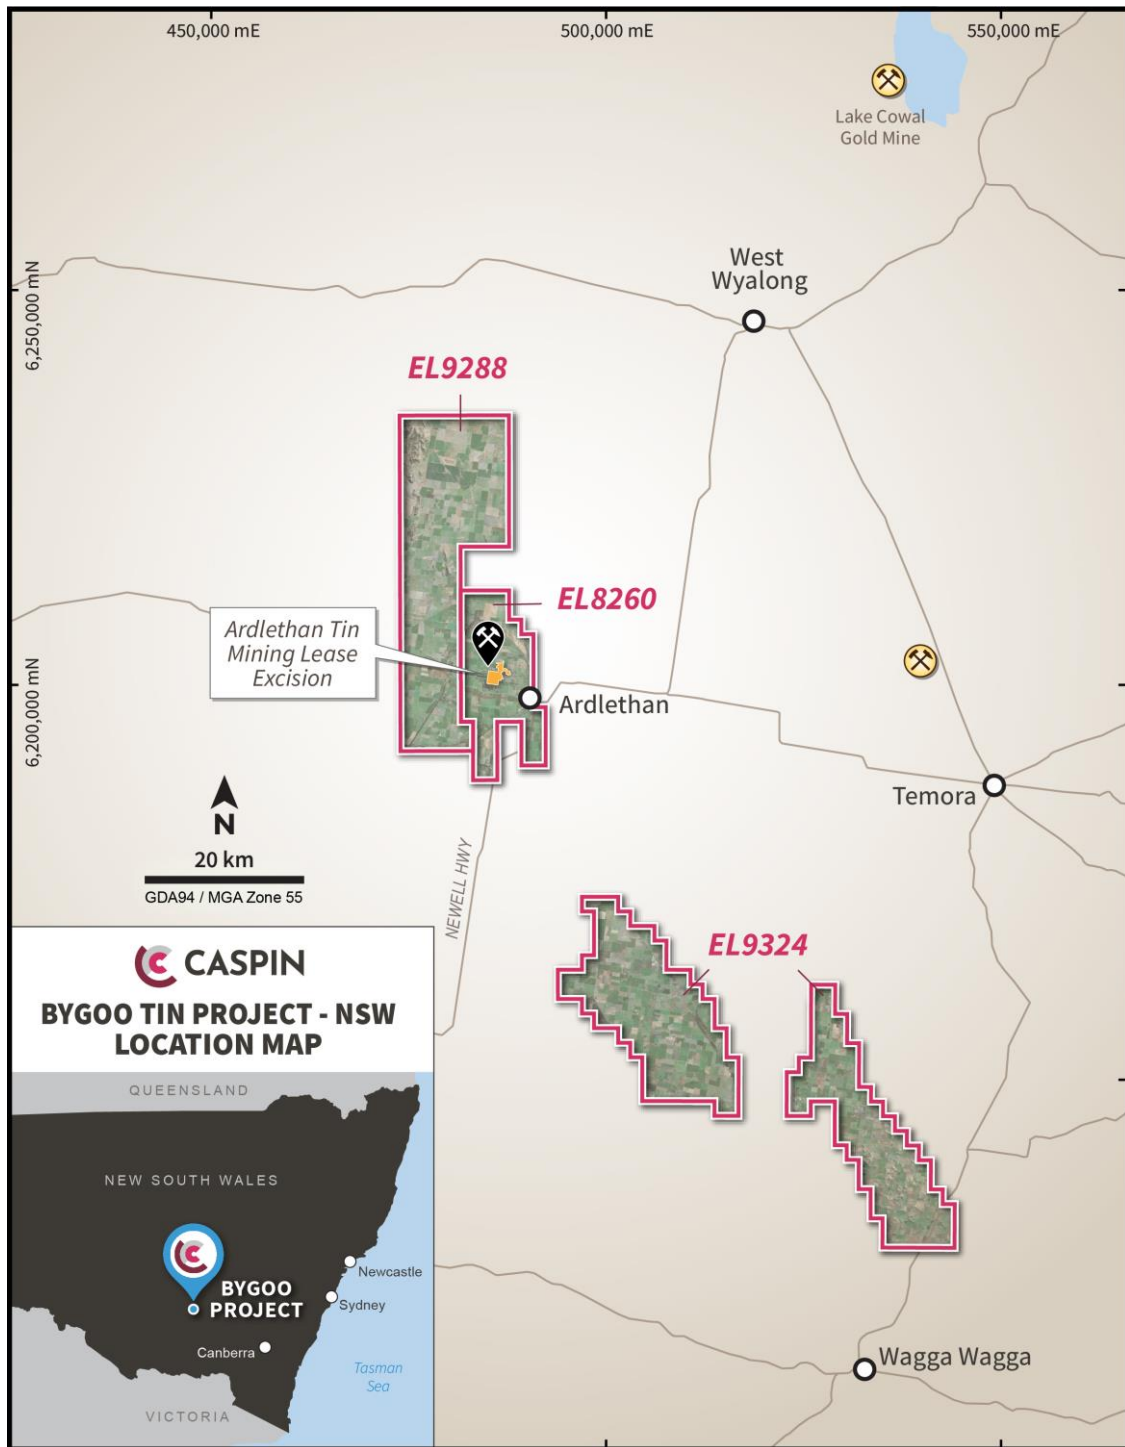 450,000 mE
500,000 mE
550,000 mE
Lake Cowal
Gold Mine
6,250,000 mN
West
Wyalong
EL9288
EL8260
Ardlethan Tin
Mining Lease
Excision
6,200,000 mN
Ardlethan
Temora
N
20 km
GDA94 / MGA Zone 55
NEWELL HWY
EL9324
CASPIN
BYGOO TIN PROJECT - NSW
LOCATION MAP
QUEENSLAND
NEW SOUTH WALES
BYGOO
PROJECT
Newcastle
Sydney
Canberra
Tasman
Sea
VICTORIA
Wagga Wagga